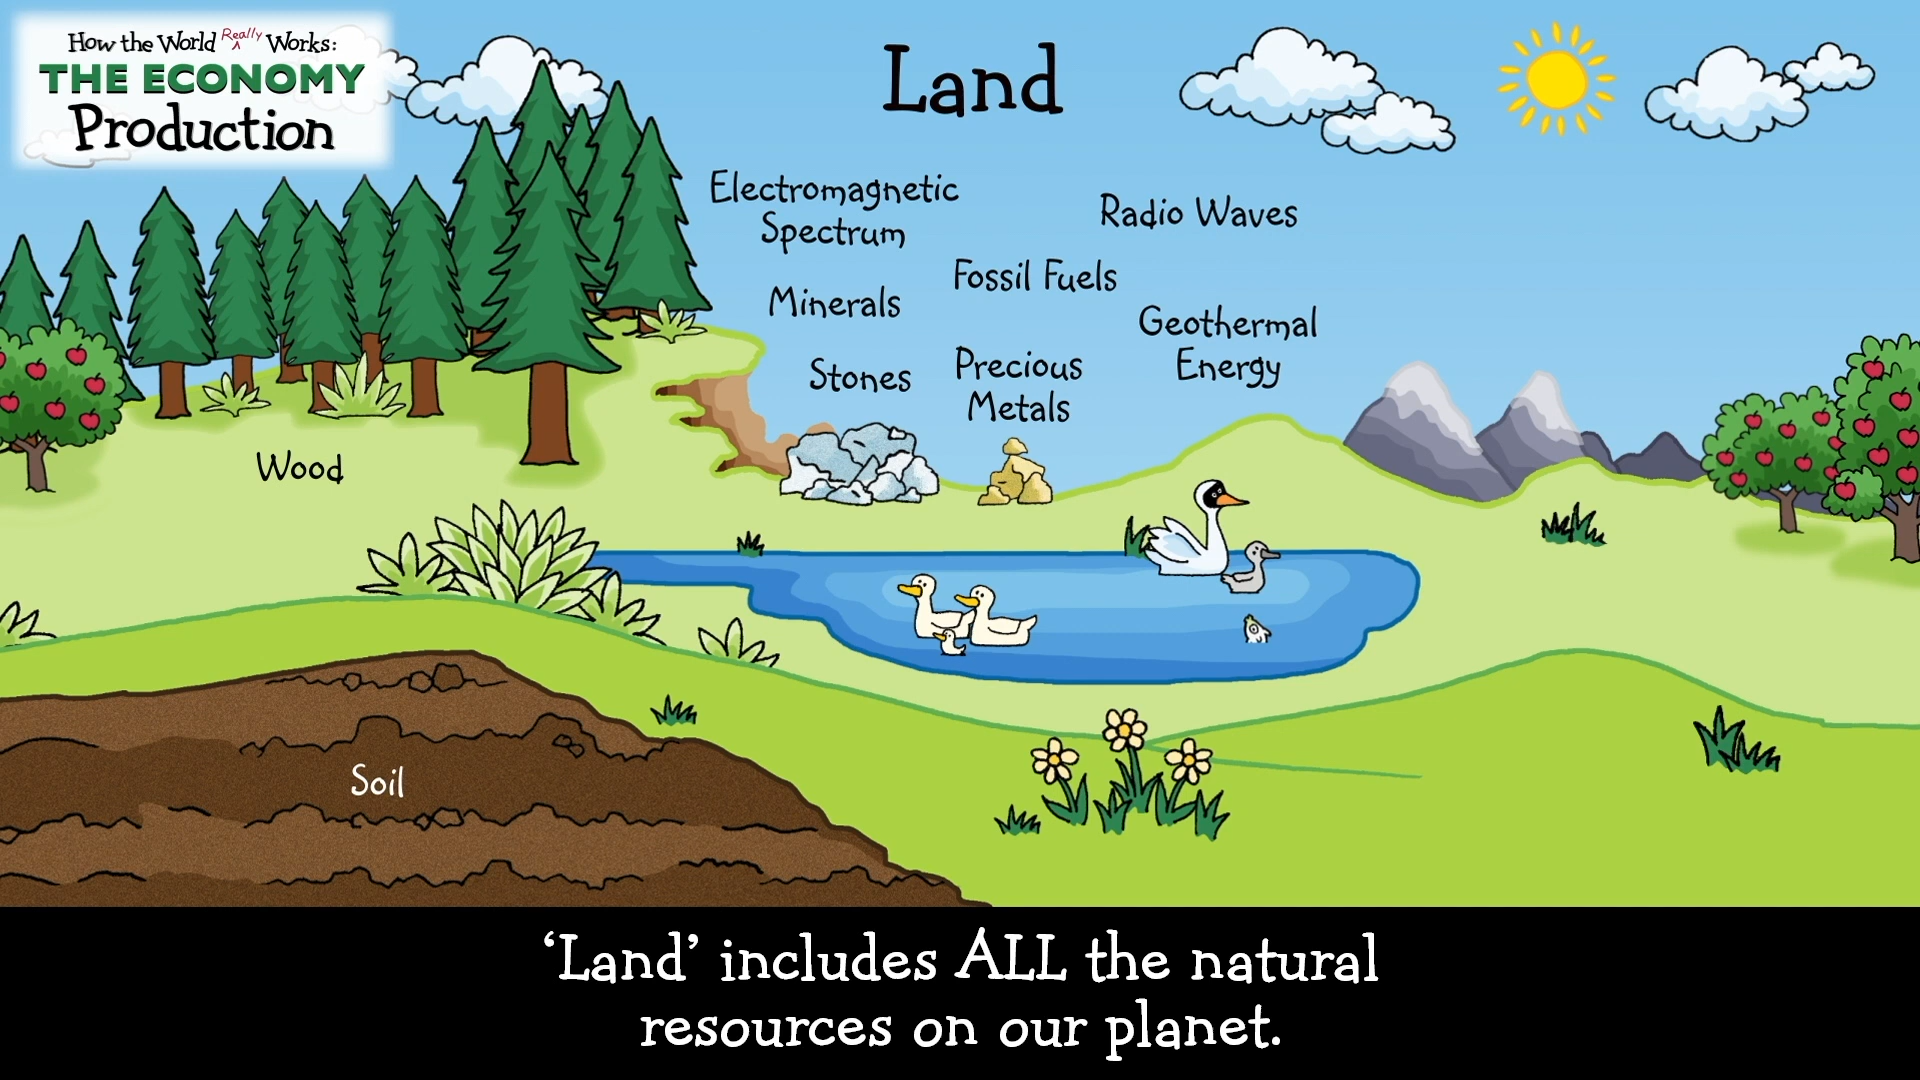 How the World Really Works:
THE ECONOMY
Production
Land
Electromagnetic
Spectrum
Radio Waves
Fossil Fuels
Minerals
Geothermal
Energy
Stones
Precious
Metals
Wood
Soil
‘Land’ includes ALL the natural
resources on our planet.